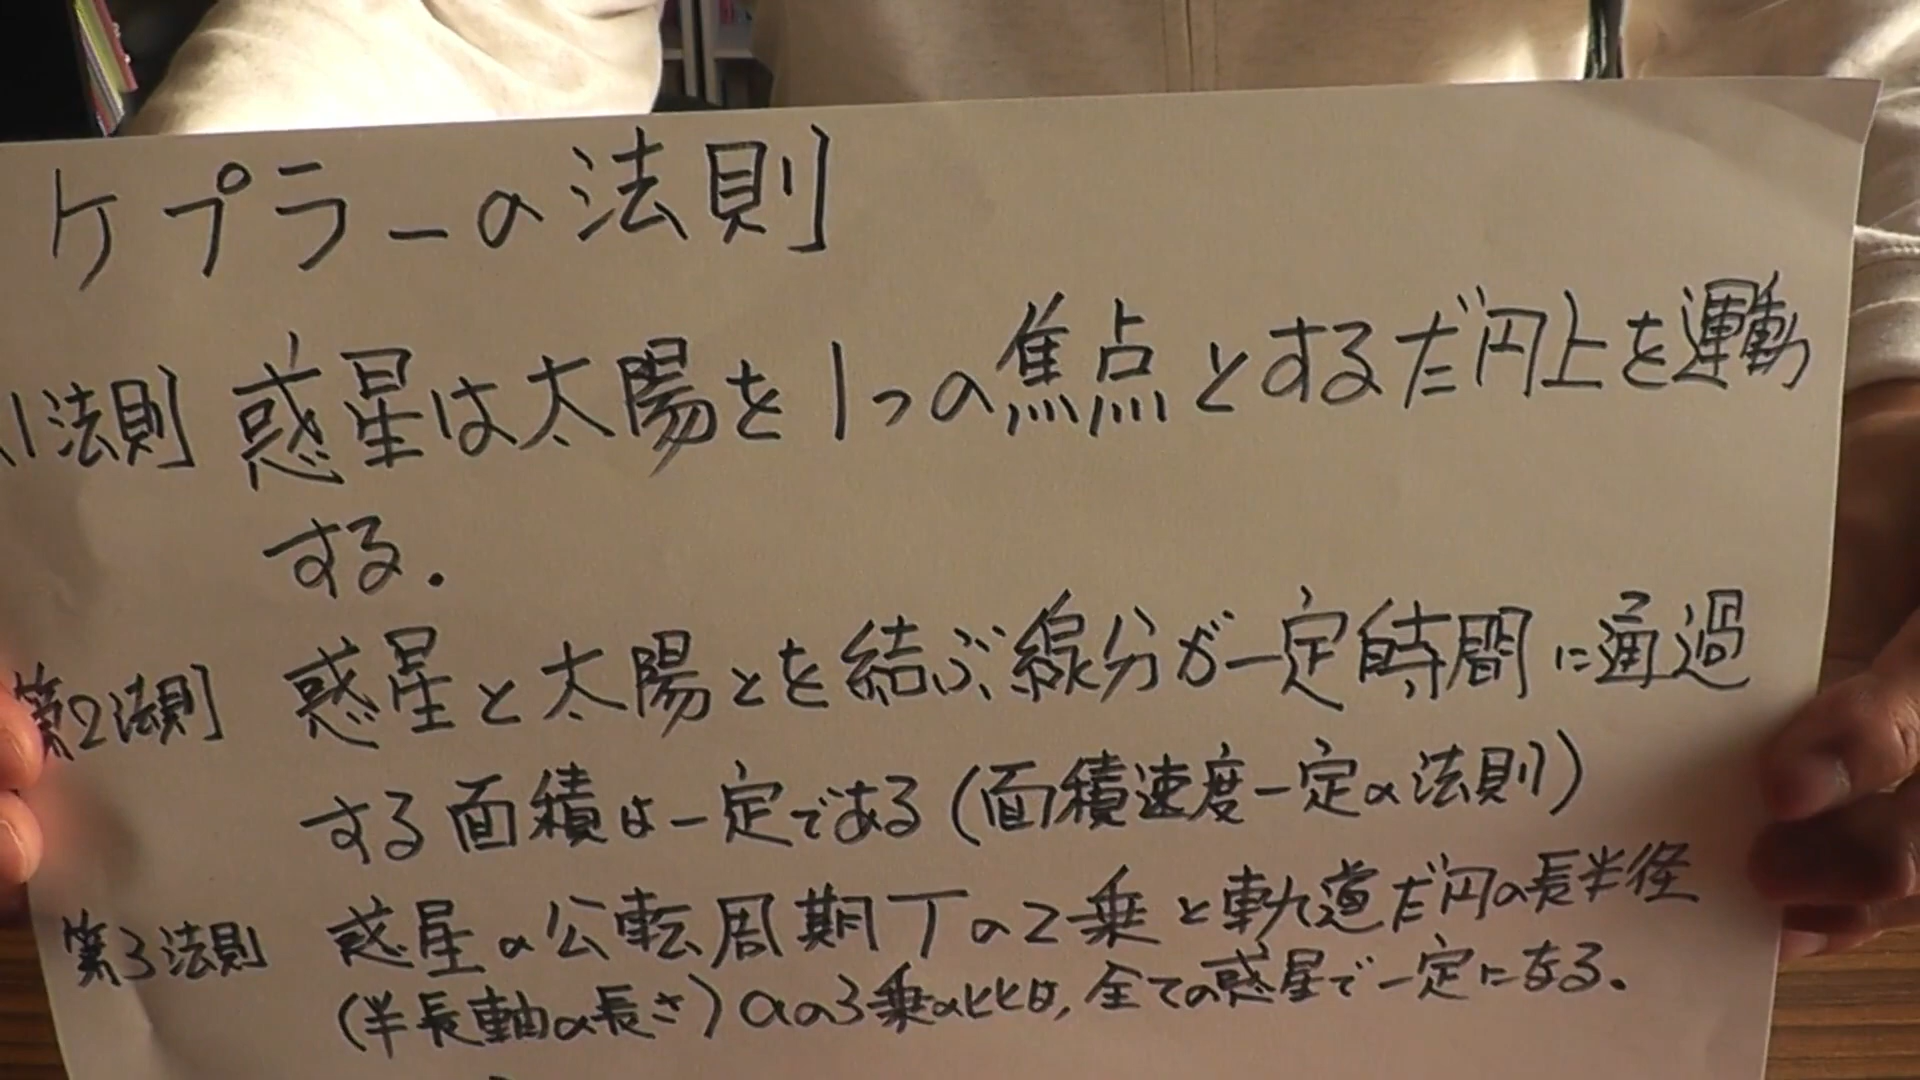 ケプラーの法則
1法則 惑星は太陽を1つの焦点とするだ円上を運動
する.
第2法則 惑星と太陽とを結ぶ線分が一定時間に通過
する面積は一定である(面積速度一定の法則)
第3法則 惑星の公転周期Tの2乗と軌道だ円の長半径
(半長軸の長さ)aの3乗の比は,全ての惑星で一定になる.